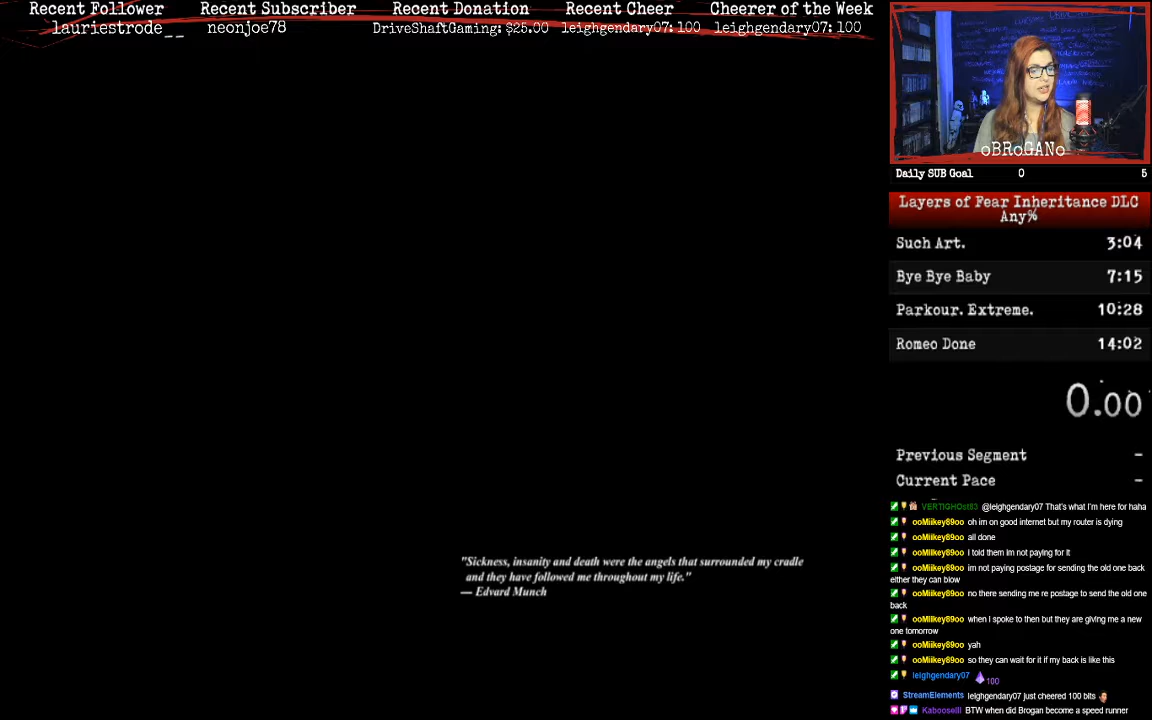 Recent Follower
lauriestrode__
Recent Subscriber
neonjoe78
Recent Donation
DriveShaftGaming: $25.00
Recent Cheer
leighgendary07: 100
Cheerer of the Week
leighgendary07: 100
oBRoGANo
Daily SUB Goal 0 5
Layers of Fear Inheritance DLC
Any%
Such Art. 3:04
Bye Bye Baby 7:15
Parkour. Extreme. 10:28
Romeo Done 14:02
0.00
Previous Segment -
Current Pace -
"Sickness, insanity and death were the angels that surrounded my cradle
and they have followed me throughout my life."
— Edvard Munch
VERTIGHOst83 @leighgendary07 That's what I'm here for haha
ooMiikey89oo oh im on good internet but my router is dying
ooMiikey89oo all done
ooMiikey89oo i told them im not paying for it
ooMiikey89oo im not paying postage for sending the old one back
either they can blow
ooMiikey89oo no there sending me re postage to send the old one
back
ooMiikey89oo when i spoke to then but they are giving me a new
one tomorrow
ooMiikey89oo yah
ooMiikey89oo so they can wait for it if my back is like this
leighgendary07 100
StreamElements leighgendary07 just cheered 100 bits
Kabooselll BTW when did Brogan become a speed runner